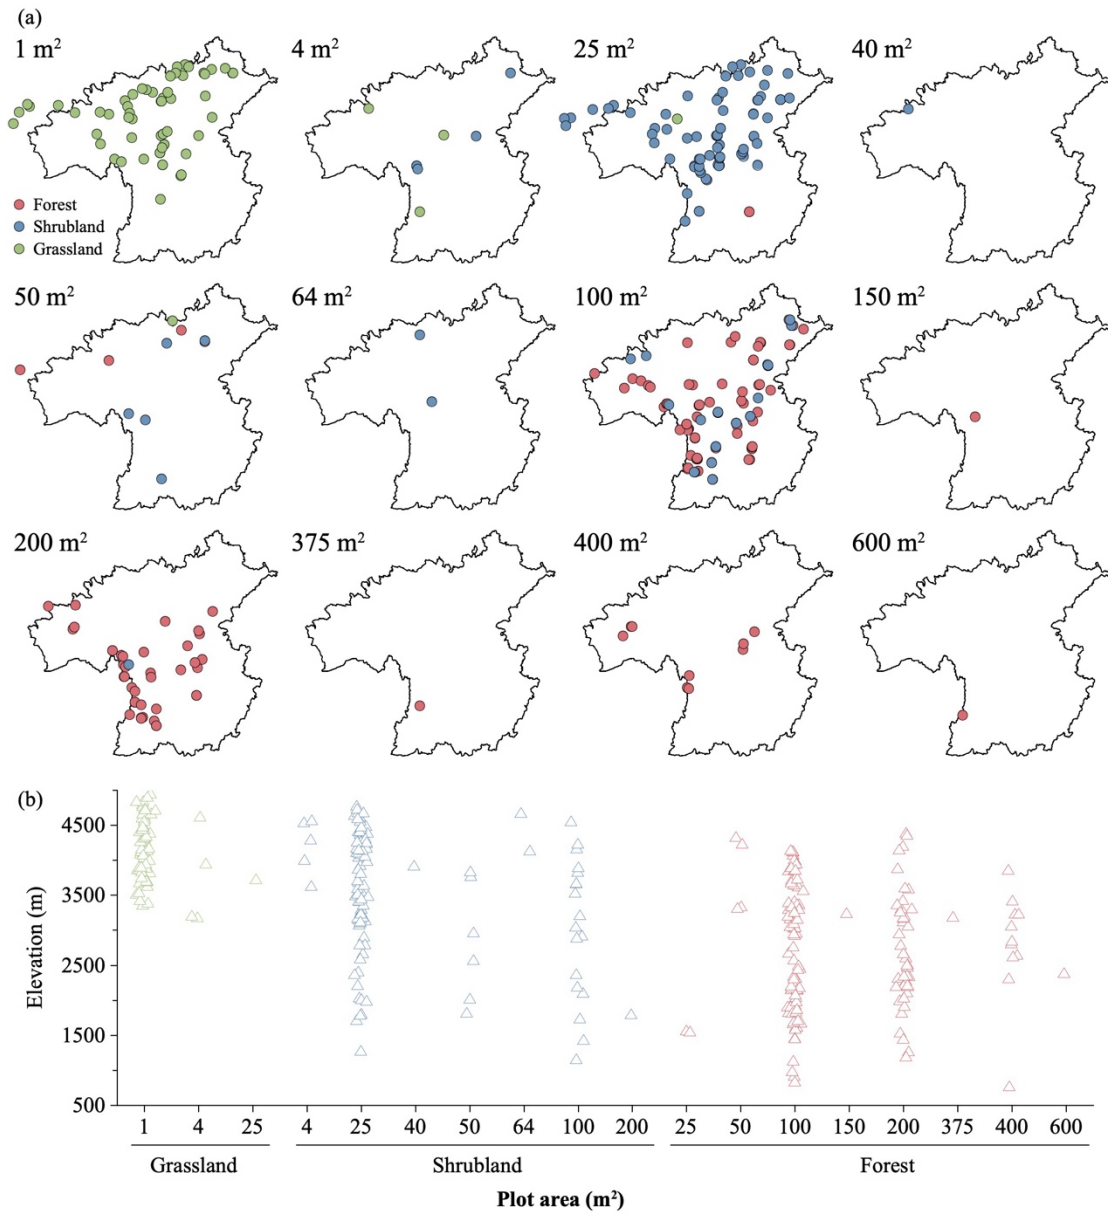 (a)
1 m²
4 m²
25 m²
40 m²
Forest
Shrubland
Grassland
50 m²
64 m²
100 m²
150 m²
200 m²
375 m²
400 m²
600 m²
(b)
Elevation (m)
4500
3500
2500
1500
500
1 4 25 4 25 40 50 64 100 200 25 50 100 150 200 375 400 600
Grassland Shrubland Forest
Plot area (m²)